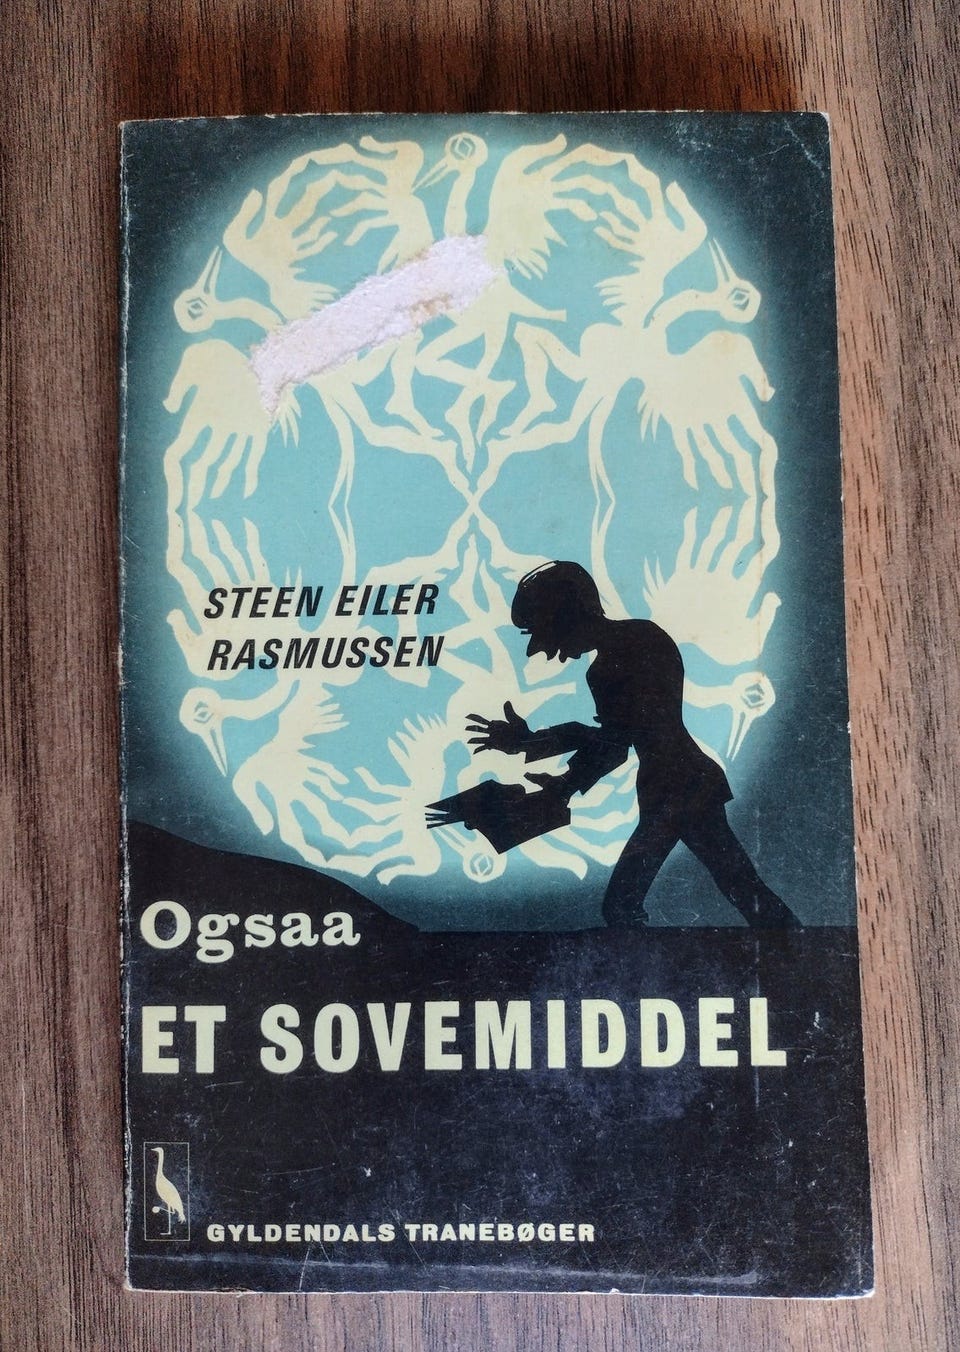 STEEN EILER
RASMUSSEN
Ogsaa
ET SOVEMIDDEL
GYLDENDALS TRANEBØGER